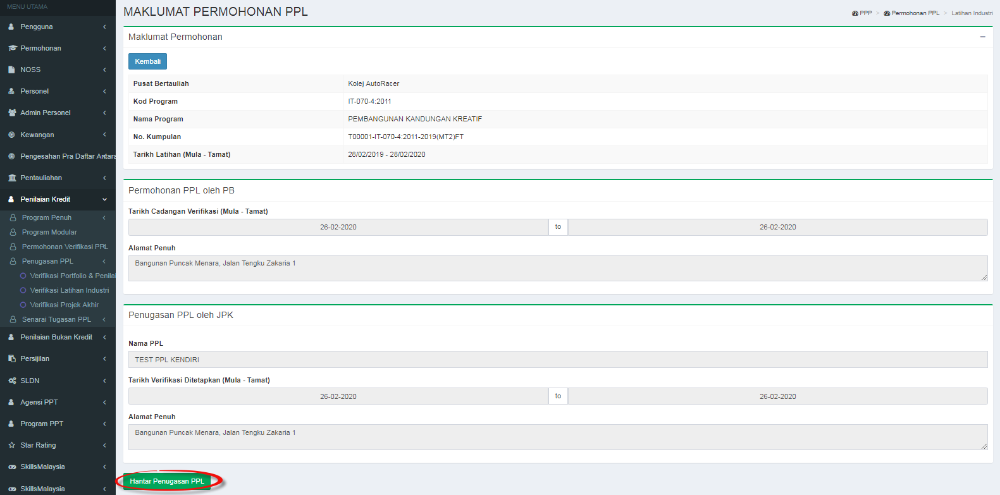 MENU UTAMA
Pengguna
Permohonan
NOSS
Personel
Admin Personel
Kewangan
Pengesahan Pra Daftar Antara
Pentauliahan
Penilaian Kredit
Program Penuh
Program Modular
Permohonan Verifikasi PPL
Penugasan PPL
Verifikasi Portfolio & Penilai
Verifikasi Latihan Industri
Verifikasi Projek Akhir
Senarai Tugasan PPL
Penilaian Bukan Kredit
Persijilan
SLDN
Agensi PPT
Program PPT
Star Rating
SkillsMalaysia
SkillsMalaysia
MAKLUMAT PERMOHONAN PPL
PPP > Permohonan PPL > Latihan Industri
Maklumat Permohonan
Kembali
Pusat Bertauliah Kolej AutoRacer
Kod Program IT-070-4:2011
Nama Program PEMBANGUNAN KANDUNGAN KREATIF
No. Kumpulan T00001-IT-070-4:2011-2019(MT2)FT
Tarikh Latihan (Mula - Tamat) 28/02/2019 - 28/02/2020
Permohonan PPL oleh PB
Tarikh Cadangan Verifikasi (Mula - Tamat)
26-02-2020 to 26-02-2020
Alamat Penuh
Bangunan Puncak Menara, Jalan Tengku Zakaria 1
Penugasan PPL oleh JPK
Nama PPL
TEST PPL KENDIRI
Tarikh Verifikasi Ditetapkan (Mula - Tamat)
26-02-2020 to 26-02-2020
Alamat Penuh
Bangunan Puncak Menara, Jalan Tengku Zakaria 1
Hantar Penugasan PPL